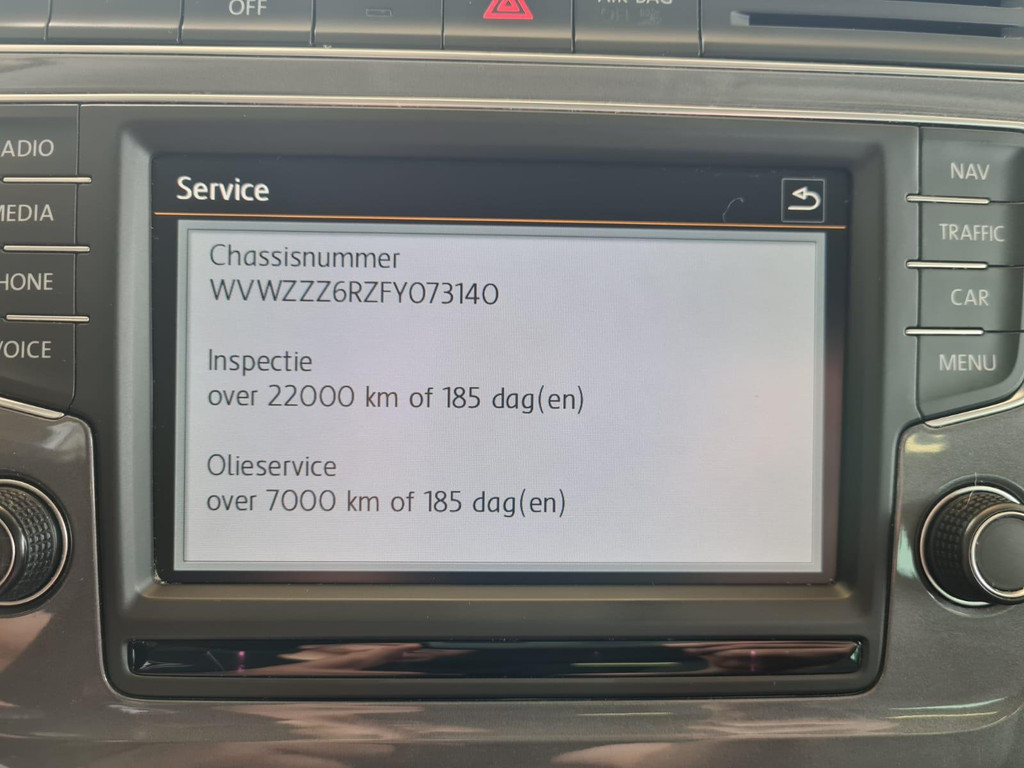 OFF
Service
Chassisnummer
WVWZZZ6RZFY073140
Inspectie
over 22000 km of 185 dag(en)
Olieservice
over 7000 km of 185 dag(en)
ADIO
MEDIA
HONE
VOICE
NAV
TRAFFIC
CAR
MENU